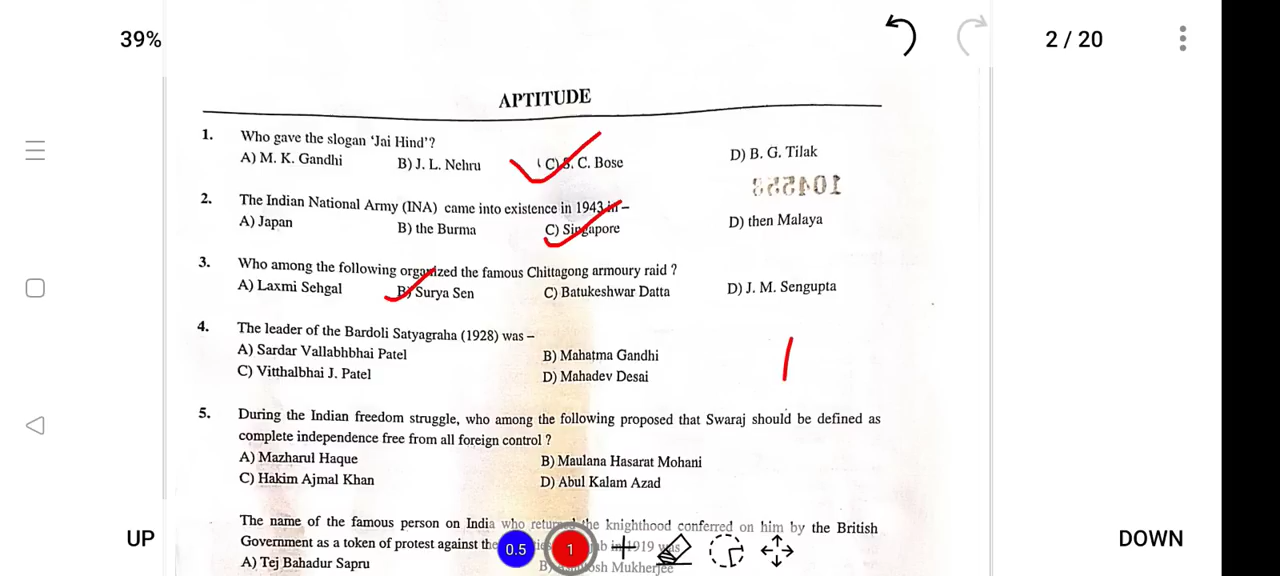 39%
2 / 20
APTITUDE
1. Who gave the slogan ‘Jai Hind’?
A) M. K. Gandhi B) J. L. Nehru C) S. C. Bose D) B. G. Tilak
2. The Indian National Army (INA) came into existence in 1943 in –
A) Japan B) the Burma C) Singapore D) then Malaya
3. Who among the following organized the famous Chittagong armoury raid ?
A) Laxmi Sehgal B) Surya Sen C) Batukeshwar Datta D) J. M. Sengupta
4. The leader of the Bardoli Satyagraha (1928) was –
A) Sardar Vallabhbhai Patel B) Mahatma Gandhi
C) Vitthalbhai J. Patel D) Mahadev Desai
5. During the Indian freedom struggle, who among the following proposed that Swaraj should be defined as
complete independence free from all foreign control ?
A) Mazharul Haque B) Maulana Hasarat Mohani
C) Hakim Ajmal Khan D) Abul Kalam Azad
The name of the famous person on India who returned the knighthood conferred on him by the British
Government as a token of protest against the in 1919 was
A) Tej Bahadur Sapru B) Mukherjee
UP
0.5
1
DOWN